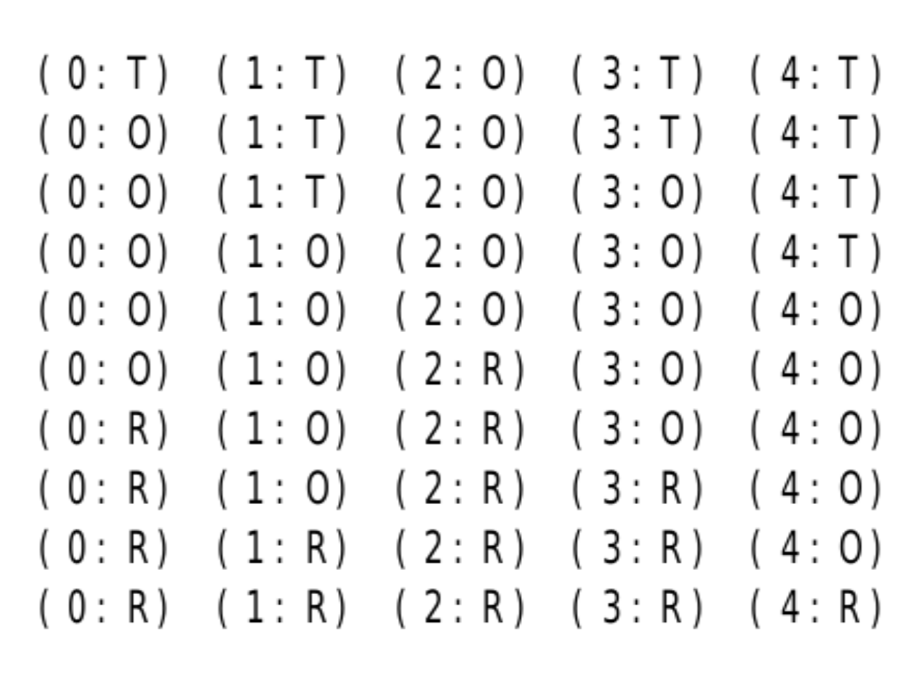 ( 0: T) ( 1: T) ( 2: O) ( 3: T) ( 4: T)
( 0: O) ( 1: T) ( 2: O) ( 3: T) ( 4: T)
( 0: O) ( 1: T) ( 2: O) ( 3: O) ( 4: T)
( 0: O) ( 1: O) ( 2: O) ( 3: O) ( 4: T)
( 0: O) ( 1: O) ( 2: O) ( 3: O) ( 4: O)
( 0: O) ( 1: O) ( 2: R) ( 3: O) ( 4: O)
( 0: R) ( 1: O) ( 2: R) ( 3: O) ( 4: O)
( 0: R) ( 1: O) ( 2: R) ( 3: R) ( 4: O)
( 0: R) ( 1: R) ( 2: R) ( 3: R) ( 4: O)
( 0: R) ( 1: R) ( 2: R) ( 3: R) ( 4: R)